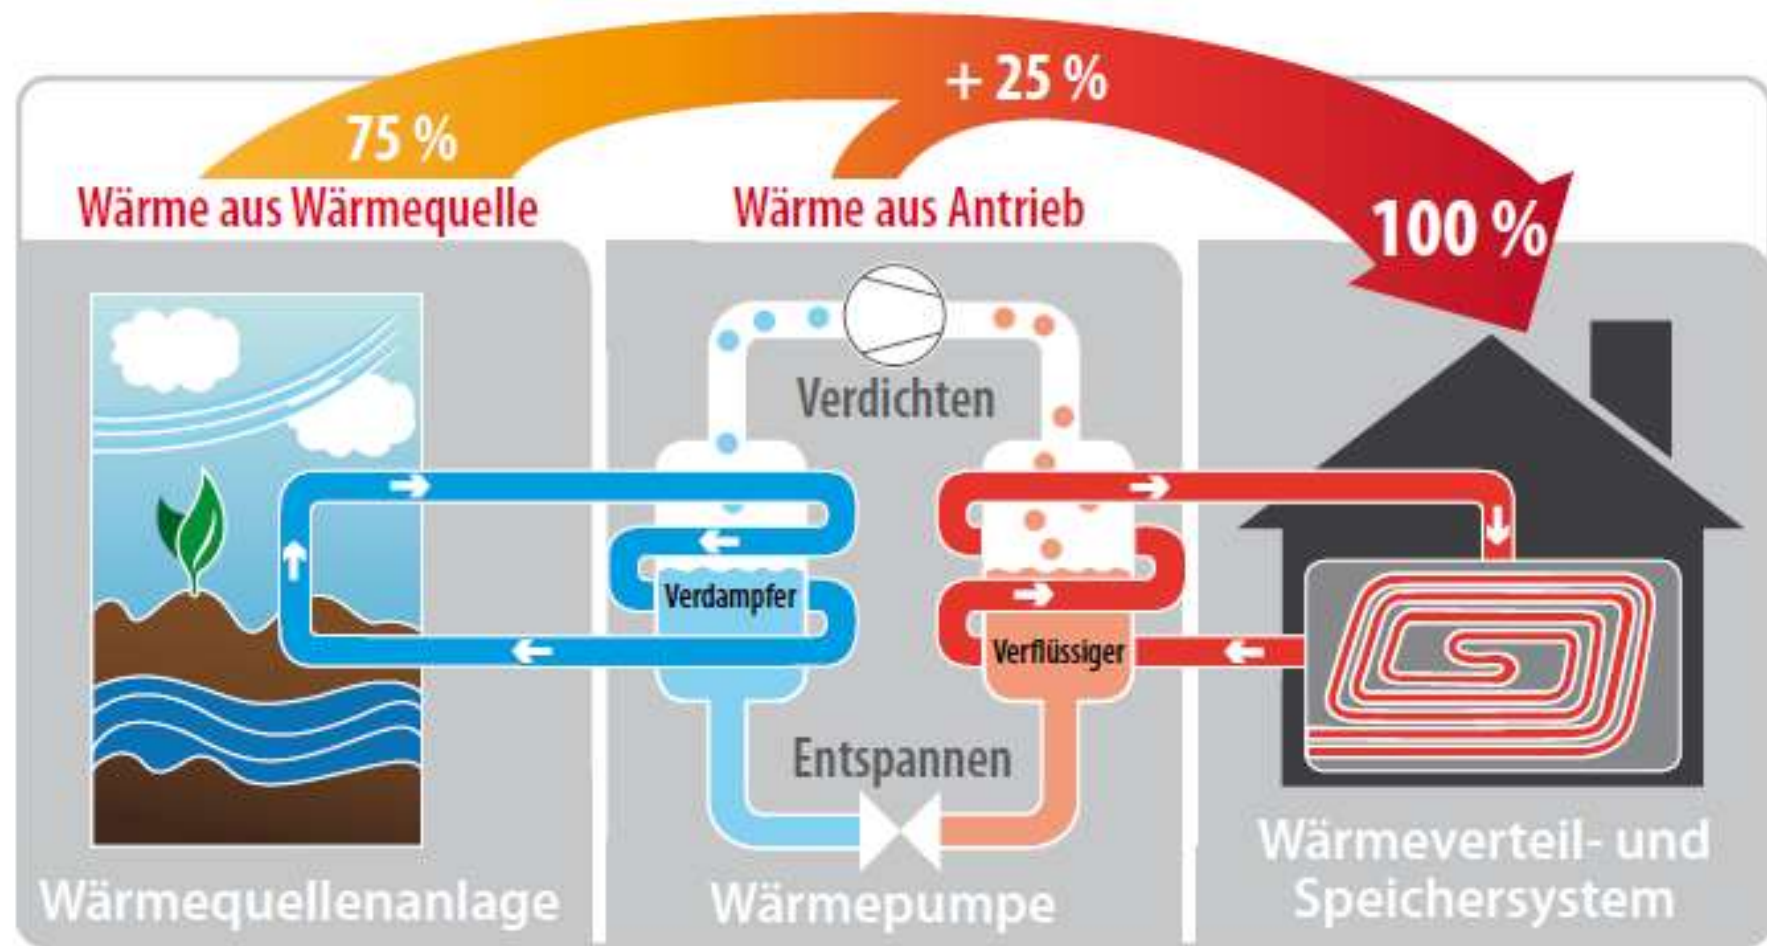 75 %
+ 25 %
Wärme aus Wärmequelle
Wärme aus Antrieb
100 %
Verdichten
Verdampfer
Verflüssiger
Entspannen
Wärmequellenanlage
Wärmepumpe
Wärmeverteil- und
Speichersystem